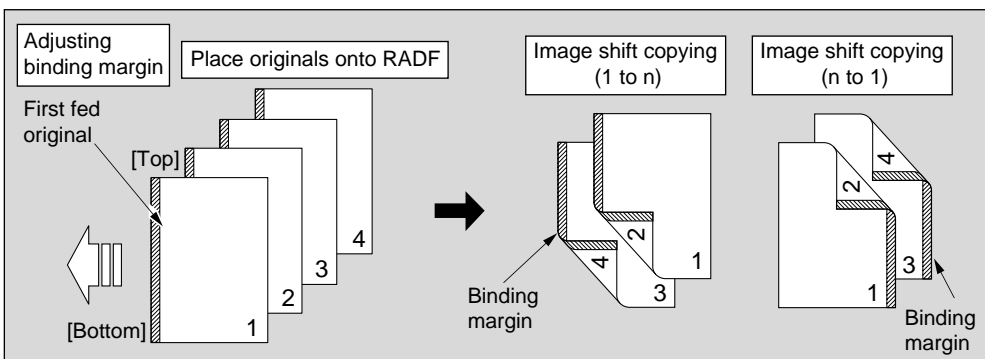 Adjusting
binding margin
Place originals onto RADF
First fed
original
[Top]
[Bottom]
1
2
3
4
Image shift copying
(1 to n)
Binding
margin
4
2
3
1
Image shift copying
(n to 1)
4
2
3
1
Binding
margin